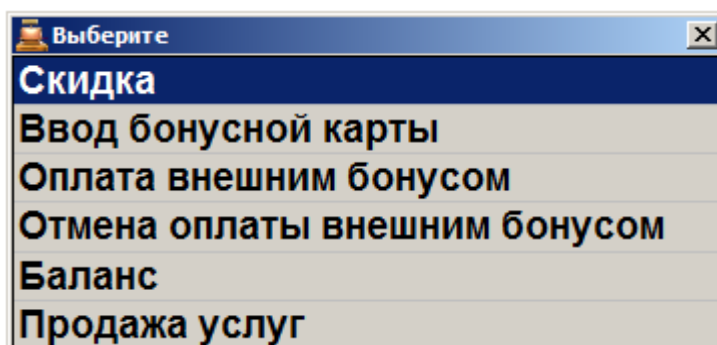 Выберите
Скидка
Ввод бонусной карты
Оплата внешним бонусом
Отмена оплаты внешним бонусом
Баланс
Продажа услуг